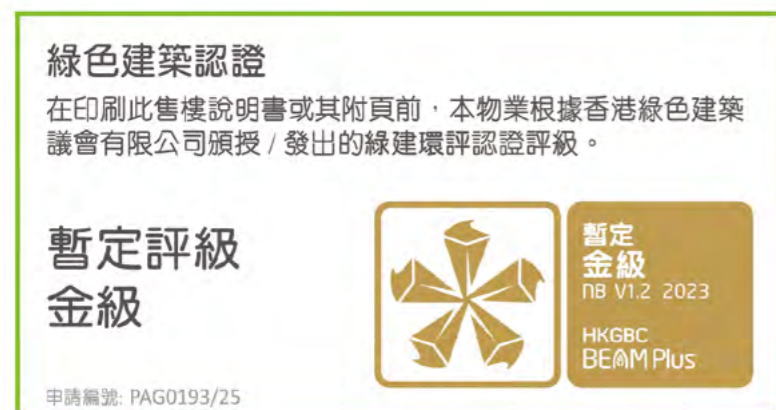 綠色建築認證
在印刷此售樓說明書或其附頁前，本物業根據香港綠色建築
議會有限公司頒授 / 發出的綠建環評認證評級。
暫定評級
金級
暫定
金級
NB V1.2 2023
HKGBC
BEAM Plus
申請編號: PAG0193/25